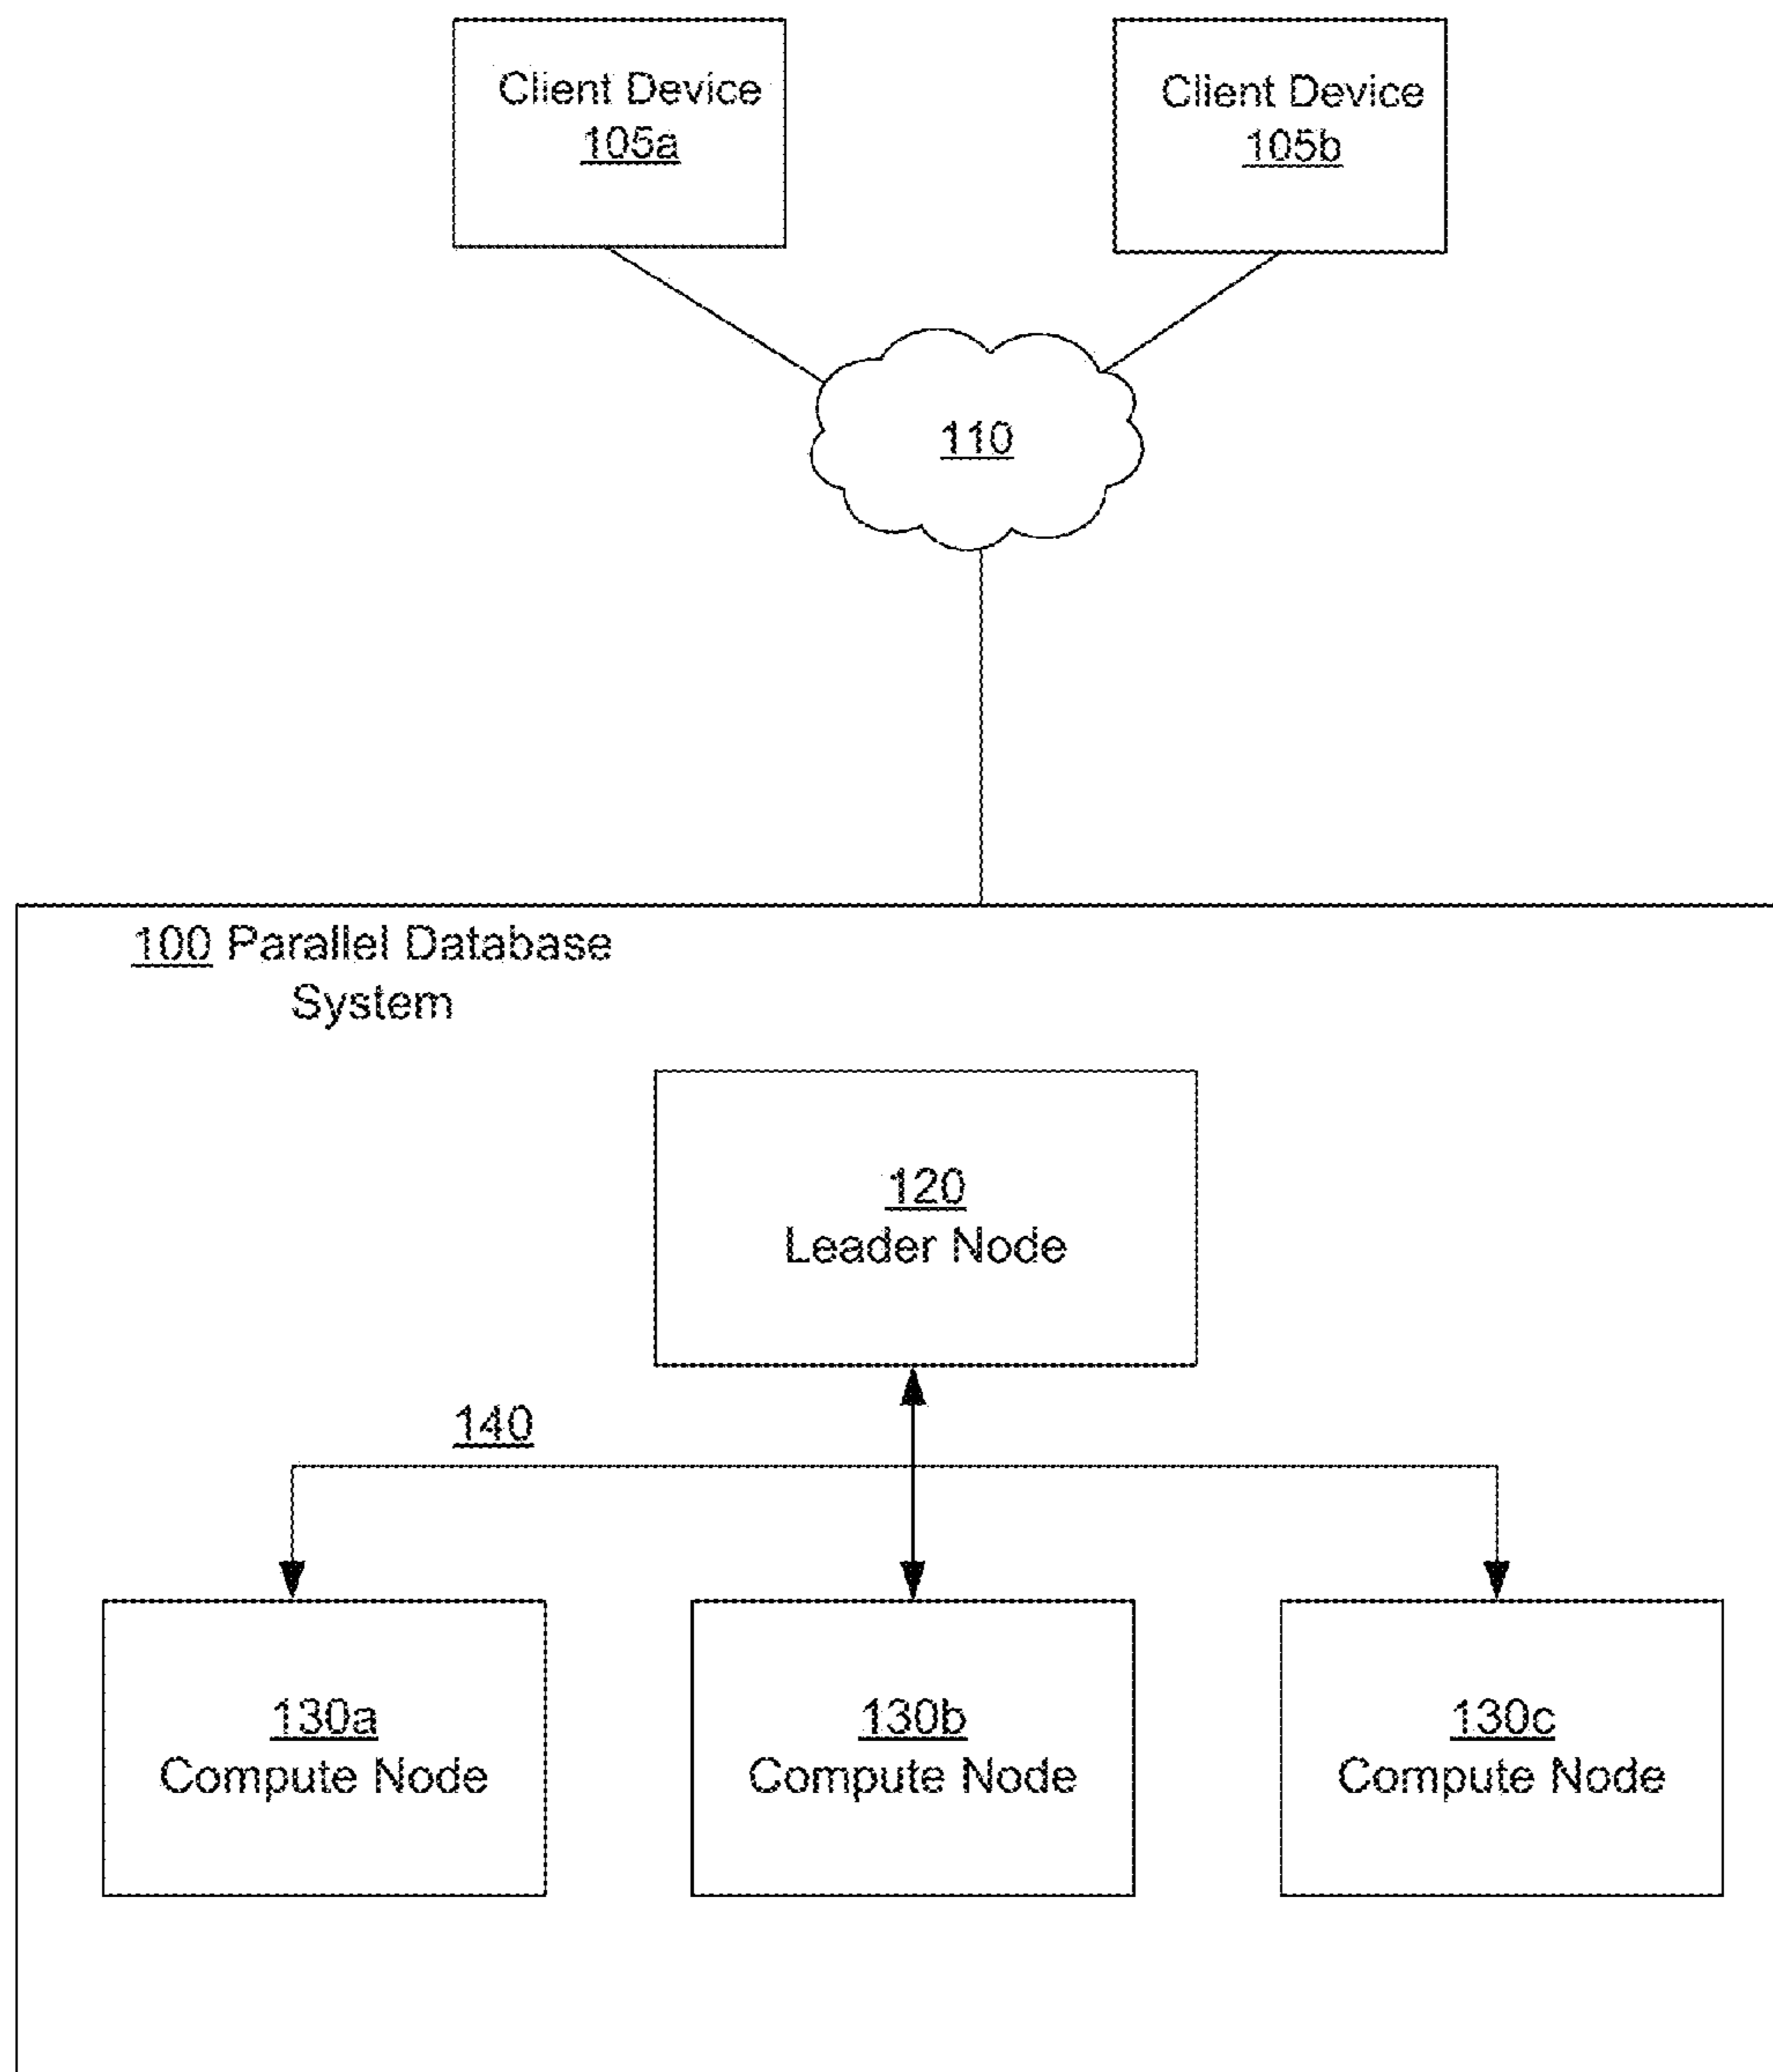 Client Device
105a
Client Device
105b
110
100 Parallel Database
System
120
Leader Node
140
130a
Compute Node
130b
Compute Node
130c
Compute Node